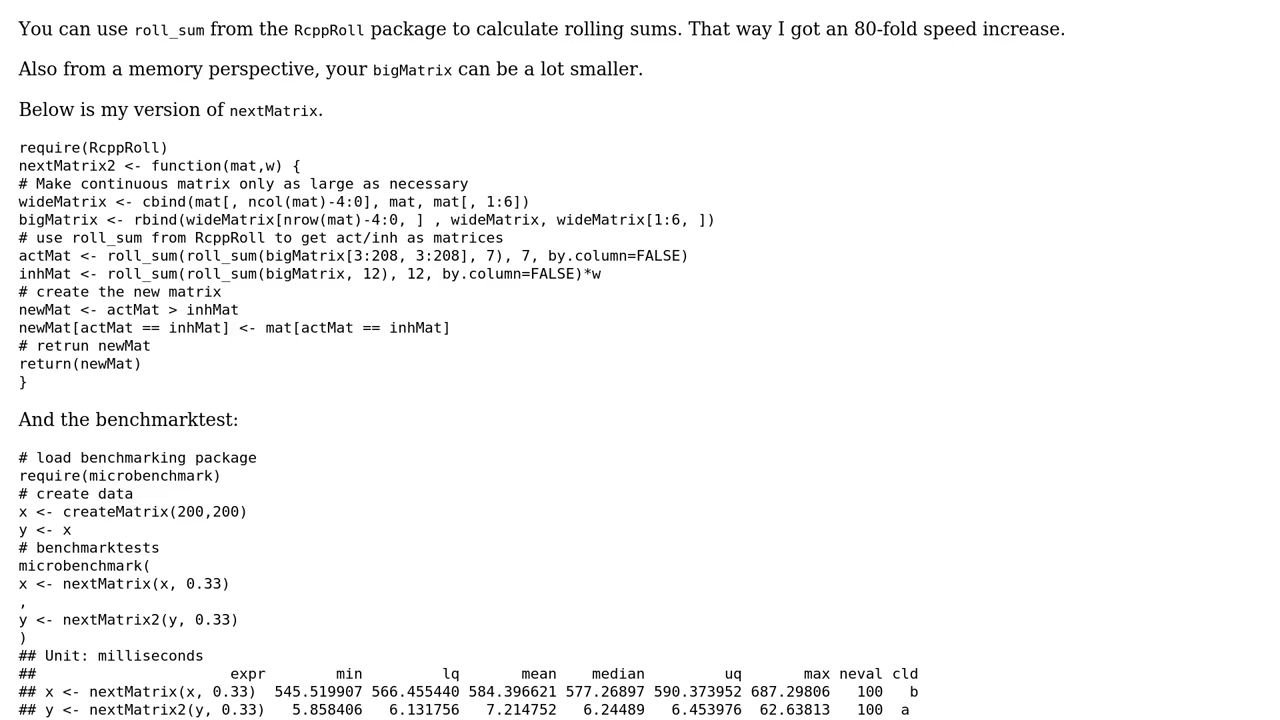 You can use roll_sum from the RcppRoll package to calculate rolling sums. That way I got an 80-fold speed increase.
Also from a memory perspective, your bigMatrix can be a lot smaller.
Below is my version of nextMatrix.
require(RcppRoll)
nextMatrix2 <- function(mat,w) {
# Make continuous matrix only as large as necessary
wideMatrix <- cbind(mat[, ncol(mat)-4:0], mat, mat[, 1:6])
bigMatrix <- rbind(wideMatrix[nrow(mat)-4:0, ] , wideMatrix, wideMatrix[1:6, ])
# use roll_sum from RcppRoll to get act/inh as matrices
actMat <- roll_sum(roll_sum(bigMatrix[3:208, 3:208], 7), 7, by.column=FALSE)
inhMat <- roll_sum(roll_sum(bigMatrix, 12), 12, by.column=FALSE)*w
# create the new matrix
newMat <- actMat > inhMat
newMat[actMat == inhMat] <- mat[actMat == inhMat]
# retrun newMat
return(newMat)
}
And the benchmarktest:
# load benchmarking package
require(microbenchmark)
# create data
x <- createMatrix(200,200)
y <- x
# benchmarktests
microbenchmark(
x <- nextMatrix(x, 0.33)
,
y <- nextMatrix2(y, 0.33)
)
## Unit: milliseconds
##                      expr        min         lq       mean    median         uq       max neval cld
## x <- nextMatrix(x, 0.33)  545.519907 566.455440 584.396621 577.26897 590.373952 687.29806   100   b
## y <- nextMatrix2(y, 0.33)   5.858406   6.131756   7.214752   6.24489   6.453976  62.63813   100  a